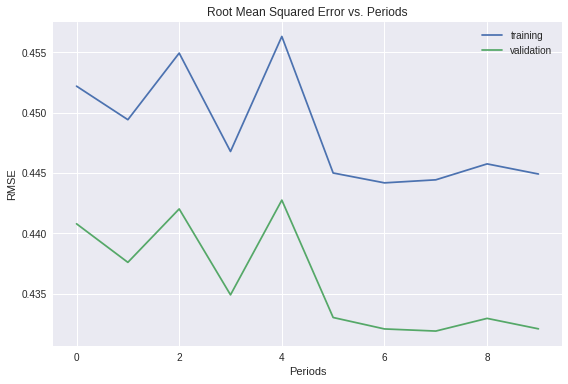 Root Mean Squared Error vs. Periods
training
validation
0.455
0.450
0.445
0.440
0.435
RMSE
0 2 4 6 8
Periods